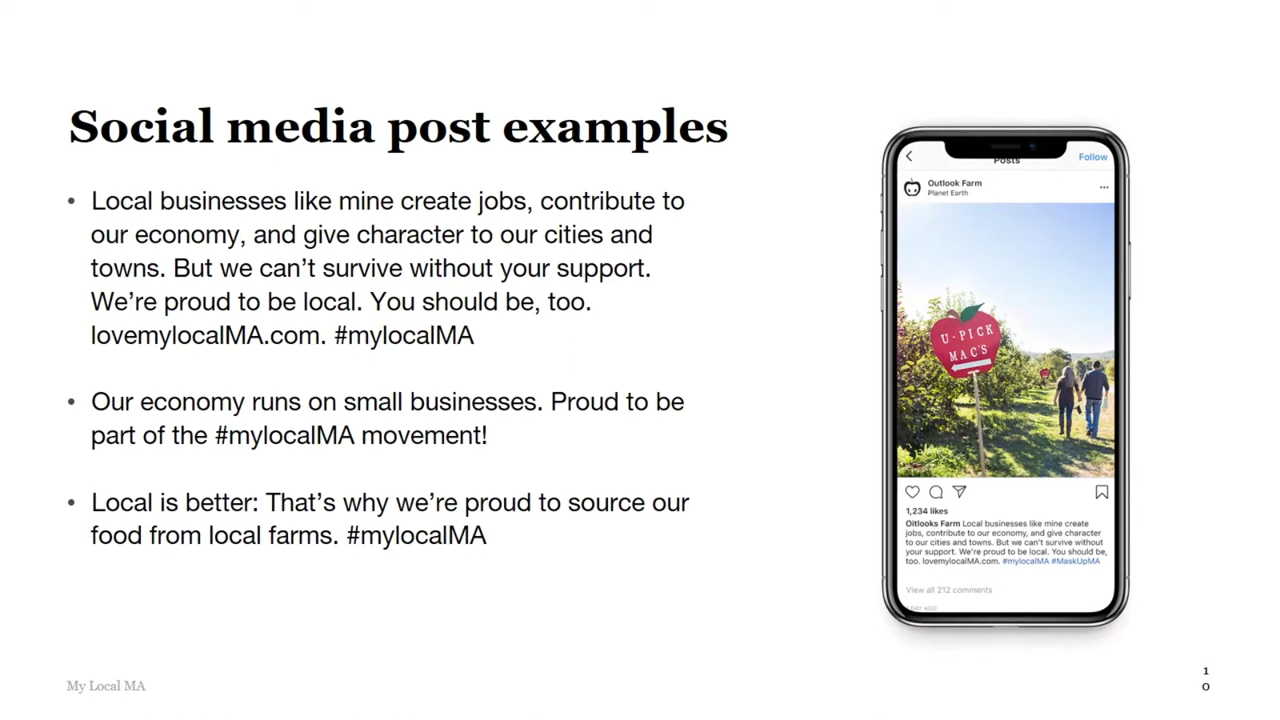 Social media post examples
• Local businesses like mine create jobs, contribute to
our economy, and give character to our cities and
towns. But we can’t survive without your support.
We’re proud to be local. You should be, too.
lovemylocalMA.com. #mylocalMA
• Our economy runs on small businesses. Proud to be
part of the #mylocalMA movement!
• Local is better: That’s why we’re proud to source our
food from local farms. #mylocalMA
Posts
Follow
Outlook Farm
Planet Earth
U-PICK
MAC'S
1,234 likes
Oitlooks Farm Local businesses like mine create
jobs, contribute to our economy, and give character
to our cities and towns. But we can’t survive without
your support. We’re proud to be local. You should be,
too. lovemylocalMA.com. #mylocalMA #MaskUpMA
View all 212 comments
DAY AGO
My Local MA
1
0